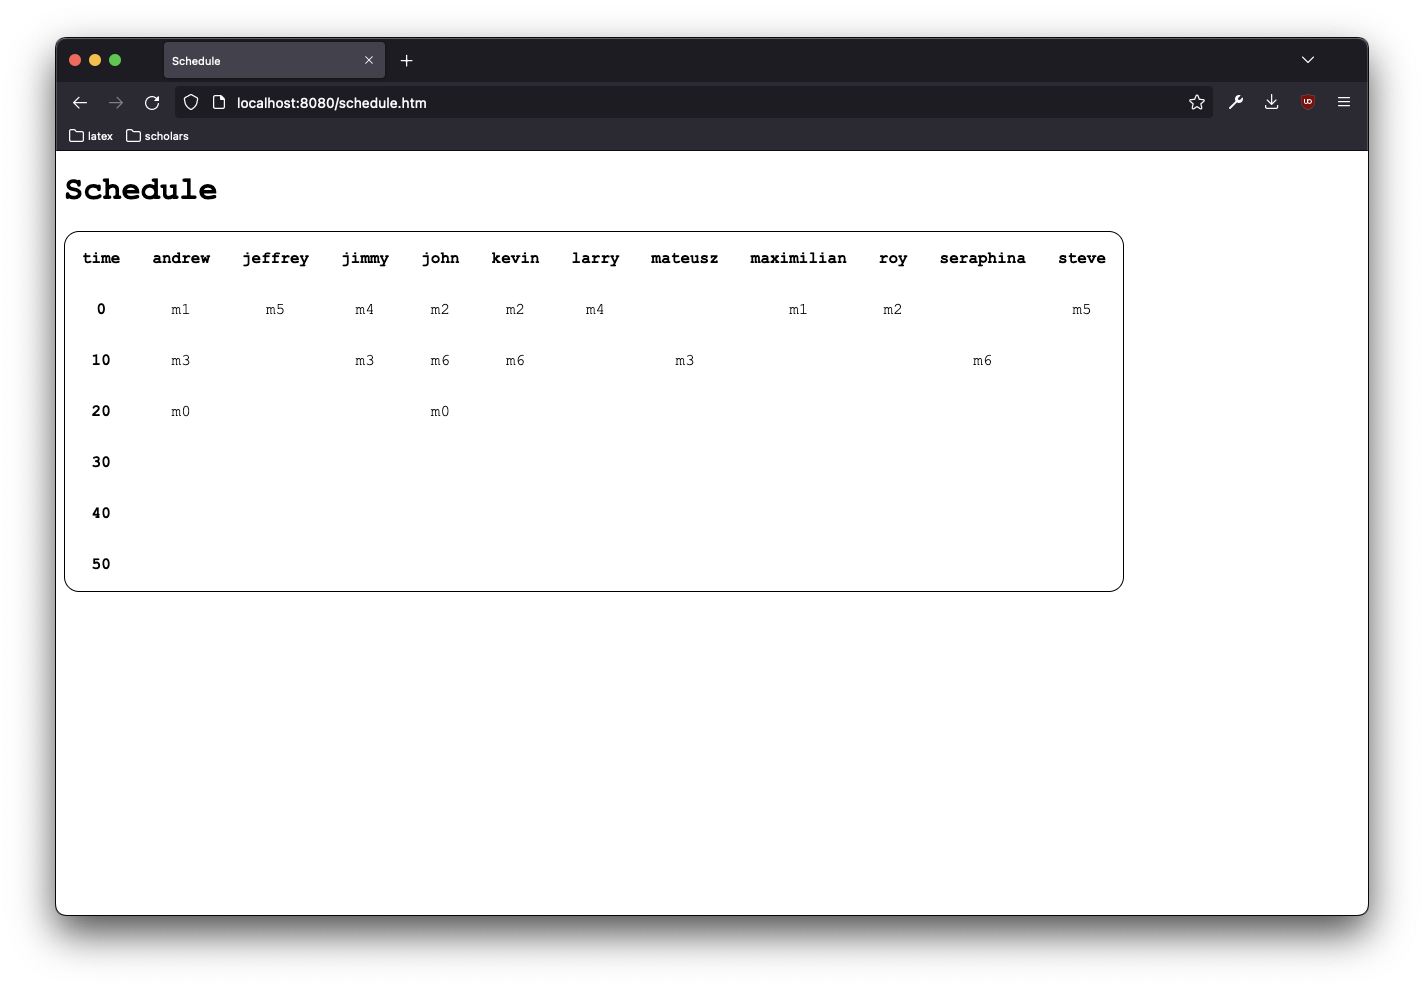 Schedule
localhost:8080/schedule.htm
latex scholars
Schedule
time andrew jeffrey jimmy john kevin larry mateusz maximilian roy seraphina steve
0 m1 m5 m4 m2 m2 m4 m1 m2 m5
10 m3 m3 m6 m6 m3 m6
20 m0 m0
30
40
50